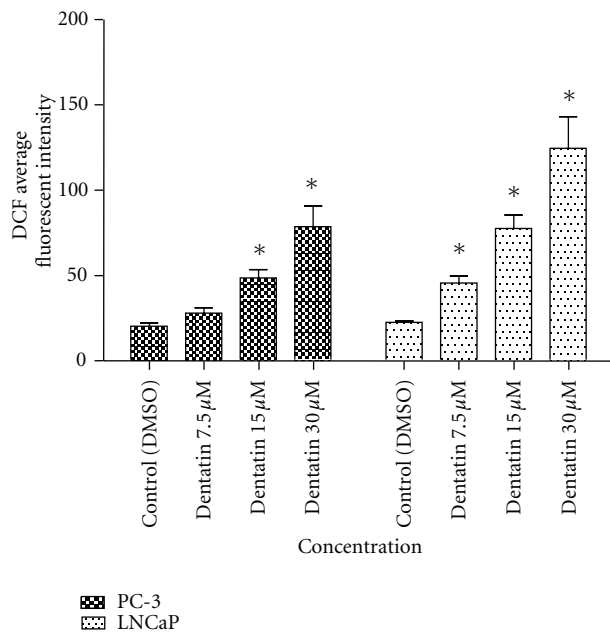 200
150
100
50
0
DCF average
fluorescent intensity
*
*
*
*
*
Control (DMSO)
Dentatin 7.5 μM
Dentatin 15 μM
Dentatin 30 μM
Control (DMSO)
Dentatin 7.5 μM
Dentatin 15 μM
Dentatin 30 μM
Concentration
PC-3
LNCaP